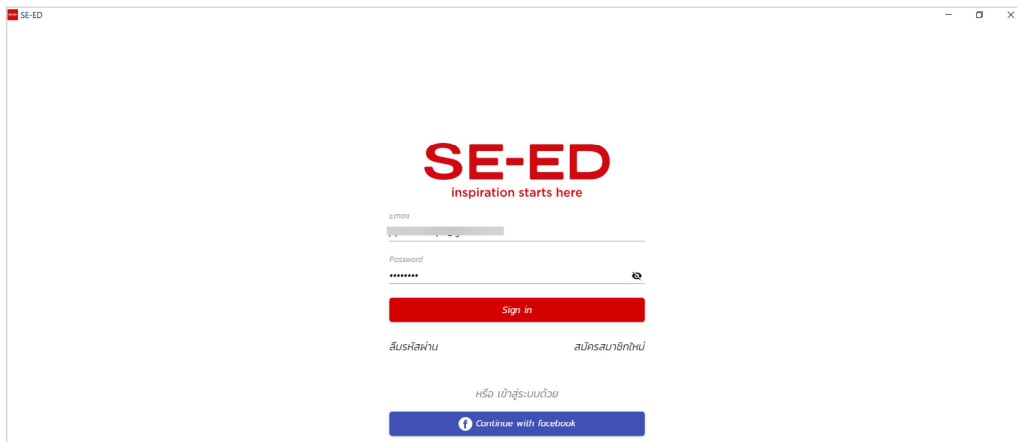 SE-ED
SE-ED
inspiration starts here
Email
Password
••••••••
Sign in
ลืมรหัสผ่าน
สมัครสมาชิกใหม่
หรือ เข้าสู่ระบบด้วย
Continue with facebook